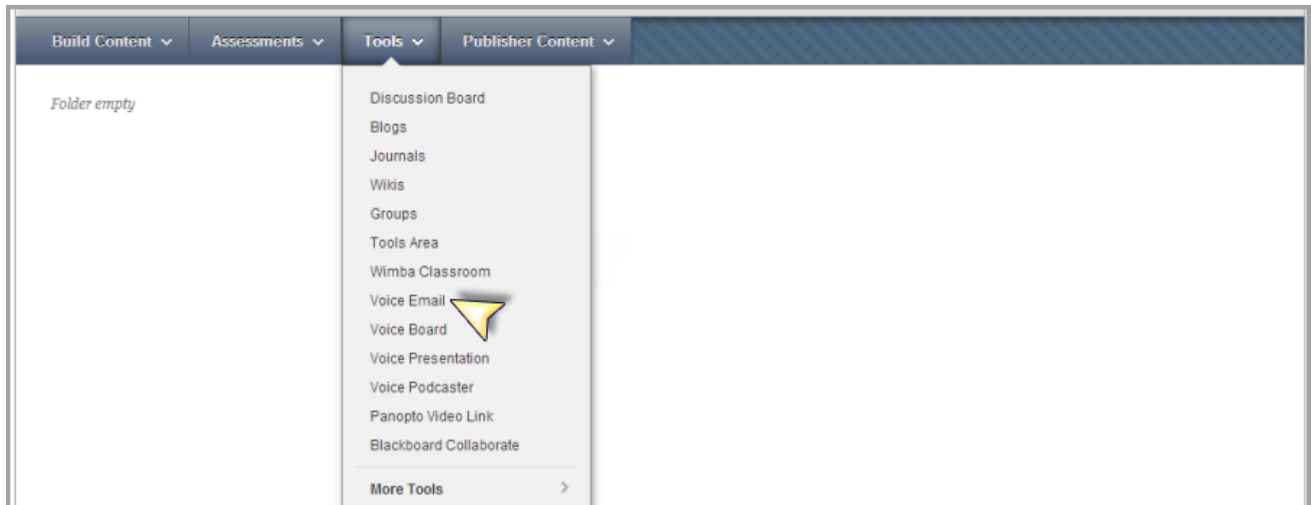 Build Content Assessments Tools Publisher Content
Folder empty
Discussion Board
Blogs
Journals
Wikis
Groups
Tools Area
Wimba Classroom
Voice Email
Voice Board
Voice Presentation
Voice Podcaster
Panopto Video Link
Blackboard Collaborate
More Tools